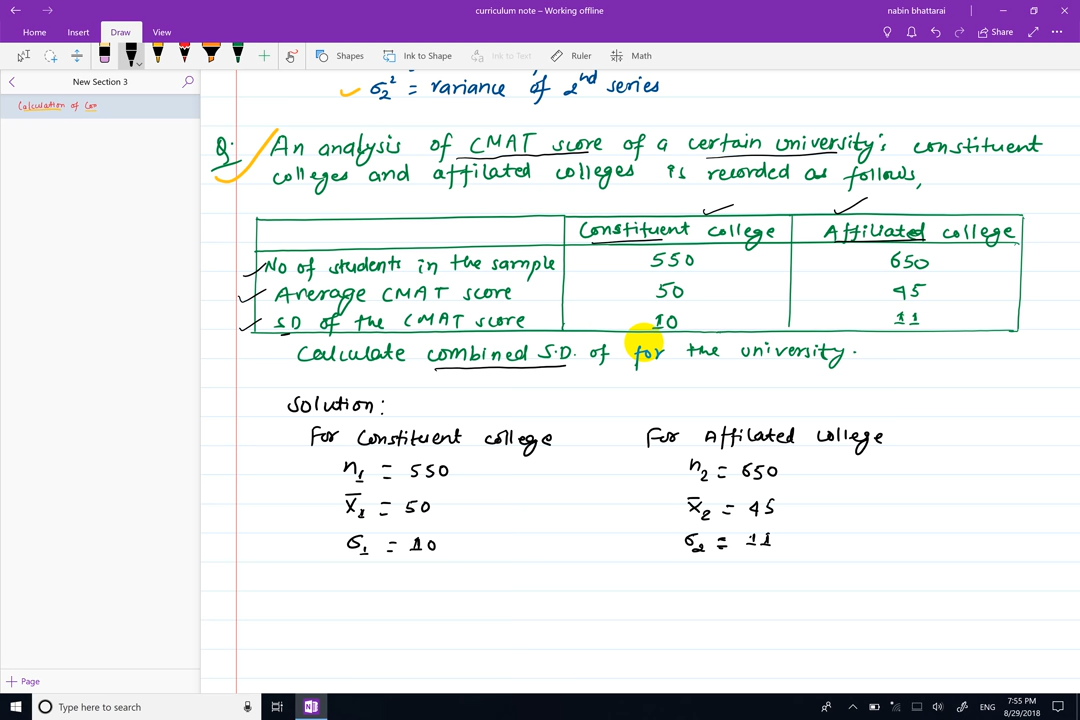 curriculum note – Working offline
nabin bhattarai
Home Insert Draw View
Share
Shapes Ink to Shape Ink to Text Ruler Math
New Section 3
Calculation of Com
σ₂² = variance of 2nd series
Q: An analysis of CMAT score of a certain university's constituent
colleges and affilated colleges is recorded as follows,
Constituent college Affiliated college
No of students in the sample 550 650
Average CMAT score 50 45
SD of the CMAT score 10 11
Calculate combined S.D. of for the university.
Solution:
For Constituent college For Affilated college
n₁ = 550 n₂ = 650
X̅₁ = 50 X̅₂ = 45
σ₁ = 10 σ₂ = 11
Page
Type here to search
ENG
7:55 PM
8/29/2018